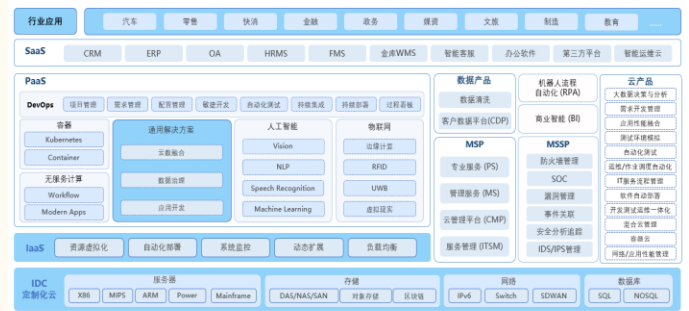 行业应用 汽车 零售 快消 金融 政务 媒资 文旅 制造 教育 ......
SaaS CRM ERP OA HRMS FMS 金库WMS 智能客服 办公软件 第三方平台 智能运维云
PaaS
DevOps 项目管理 需求管理 配置管理 敏捷开发 自动化测试 持续集成 持续部署 过程看板
容器
Kubernetes
Container
无服务计算
Workflow
Modern Apps
通用解决方案
云数融合
数据治理
应用开发
人工智能
Vision
NLP
Speech Recognition
Machine Learning
物联网
边缘计算
RFID
UWB
虚拟现实
数据产品
数据清洗
客户数据平台(CDP)
机器人流程
自动化 (RPA)
商业智能 (BI)
MSP
专业服务 (PS)
管理服务 (MS)
云管理平台 (CMP)
服务管理 (ITSM)
MSSP
防火墙管理
SOC
漏洞管理
事件关联
安全分析追踪
IDS/IPS管理
云产品
大数据决策与分析
需求开发管理
应用性能融合
测试环境模拟
自动化测试
运维/作业调度自动化
IT服务流程管理
软件自动部署
开发测试运维一体化
混合云管理
容器云
网络/应用性能管理
IaaS 资源虚拟化 自动化部署 系统监控 动态扩展 负载均衡
IDC
定制化云
服务器
X86 MIPS ARM Power Mainframe
存储
DAS/NAS/SAN 对象存储 区块链
网络
IPv6 Switch SDWAN
数据库
SQL NOSQL